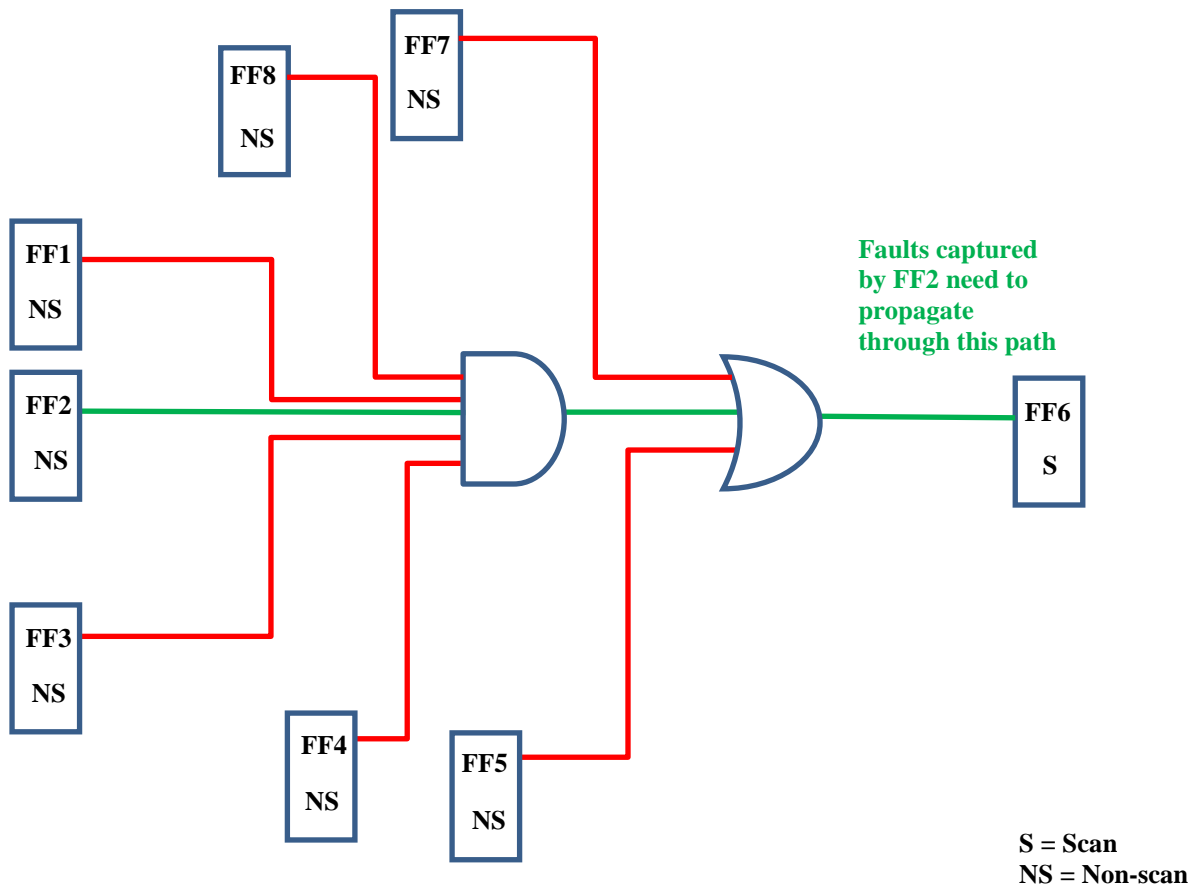 FF7
NS
FF8
NS
FF1
NS
Faults captured
by FF2 need to
propagate
through this path
FF2
NS
FF6
S
FF3
NS
FF4
NS
FF5
NS
S = Scan
NS = Non-scan